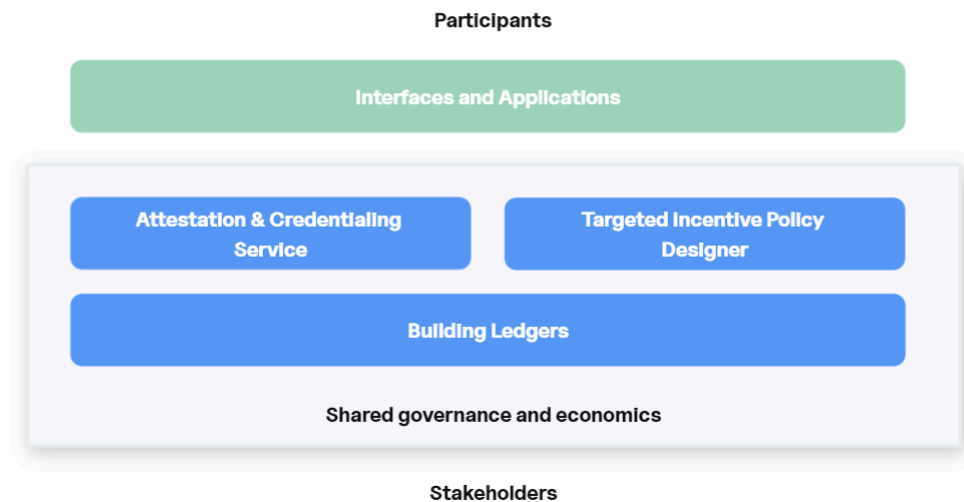 Participants
Interfaces and Applications
Attestation & Credentialing
Service
Targeted Incentive Policy
Designer
Building Ledgers
Shared governance and economics
Stakeholders